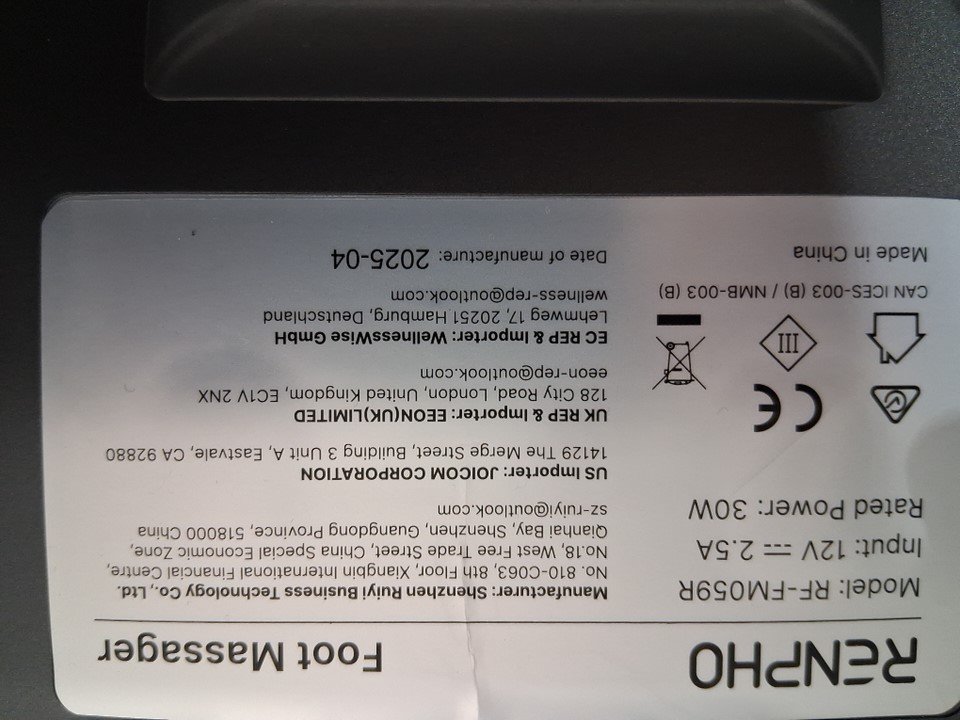 RENPHO
Foot Massager
Model: RF-FM059R
Input: 12V ⎓ 2.5A
Rated Power: 30W
CE
III
CAN ICES-003 (B) / NMB-003 (B)
Made in China
Manufacturer: Shenzhen Ruiyi Business Technology Co., Ltd.
No. 810-C063, 8th Floor, Xiangbin International Financial Centre,
No.18, West Free Trade Street, China Special Economic Zone,
Qianhai Bay, Shenzhen, Guangdong Province, 518000 China
sz-ruiyi@outlook.com
US Importer: JOICOM CORPORATION
14129 The Merge Street, Building 3 Unit A, Eastvale, CA 92880
UK REP & Importer: EEON(UK)LIMITED
128 City Road, London, United Kingdom, EC1V 2NX
eeon-rep@outlook.com
EC REP & Importer: WellnessWise GmbH
Lehmweg 17, 20251 Hamburg, Deutschland
wellness-rep@outlook.com
Date of manufacture: 2025-04